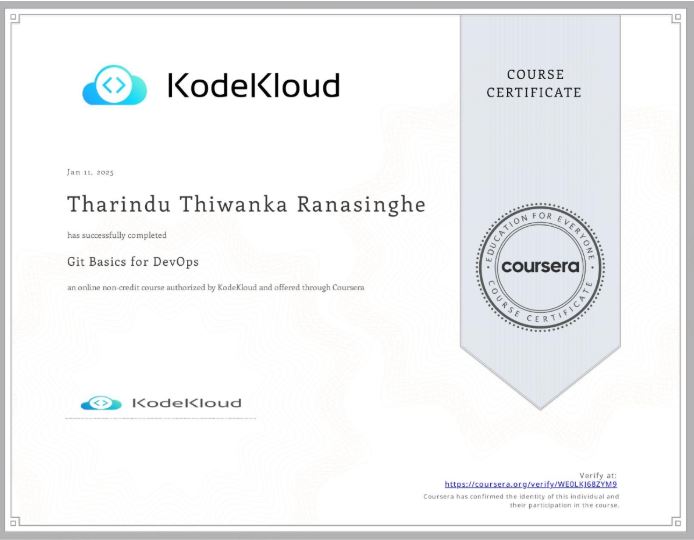 KodeKloud
COURSE
CERTIFICATE
Jan 11, 2025
Tharindu Thiwanka Ranasinghe
has successfully completed
Git Basics for DevOps
an online non-credit course authorized by KodeKloud and offered through Coursera
EDUCATION FOR EVERYONE
coursera
COURSE CERTIFICATE
KodeKloud
Verify at:
https://coursera.org/verify/WE0LKJ68ZYM9
Coursera has confirmed the identity of this individual and
their participation in the course.